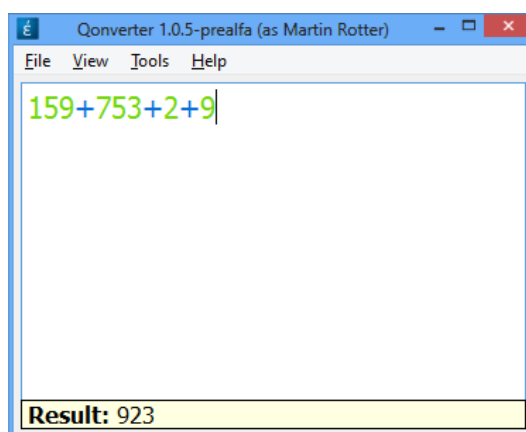 Qonverter 1.0.5-prealfa (as Martin Rotter)
File View Tools Help
159+753+2+9
Result: 923